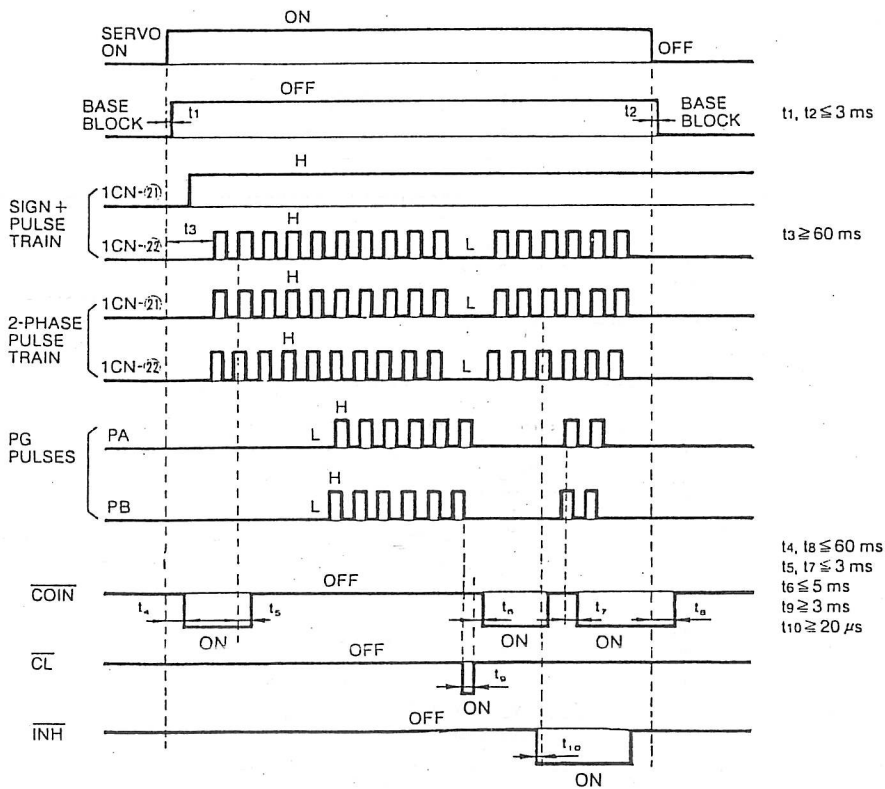 ON
SERVO
ON
OFF
OFF
BASE
BLOCK
t1
t2
BASE
BLOCK
t1, t2 ≦ 3 ms
H
SIGN +
PULSE
TRAIN
1CN-㉑
t3
H
1CN-㉒
L
t3 ≧ 60 ms
H
2-PHASE
PULSE
TRAIN
1CN-㉑
L
H
1CN-㉒
L
H
PG
PULSES
PA
L
H
PB
L
t4, t8 ≦ 60 ms
t5, t7 ≦ 3 ms
t6 ≦ 5 ms
t9 ≧ 3 ms
t10 ≧ 20 μs
COIN
OFF
t4
t5
t6
t7
t8
ON
ON
ON
CL
OFF
t9
ON
INH
OFF
t10
ON